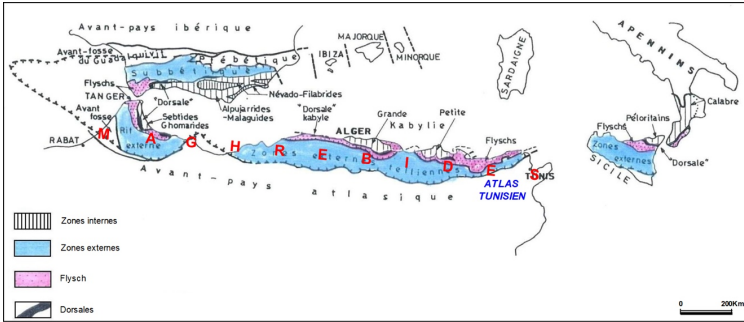 Avant-pays ibérique
Avant-fosse
du Guadalquivir
Prébétique
Subbétique
IBIZA
MAJORQUE
MINORQUE
SARDAIGNE
APENNINS
Flyschs
TANGER
"Dorsale"
Névado-Filabrides
Alpujarrides
-Malaguides
Sebtides
Ghomarides
Avant
fosse
Rif
externe
RABAT
"Dorsale"
kabyle
ALGER
Grande
Petite
Kabylie
Flyschs
Zones externes telliennes
Avant-pays atlasique
M A G H R E B I D E S
TUNIS
ATLAS
TUNISIEN
Calabre
Péloritains
Flyschs
Zones
externes
"Dorsale"
SICILE
Zones internes
Zones externes
Flysch
Dorsales
0 200Km